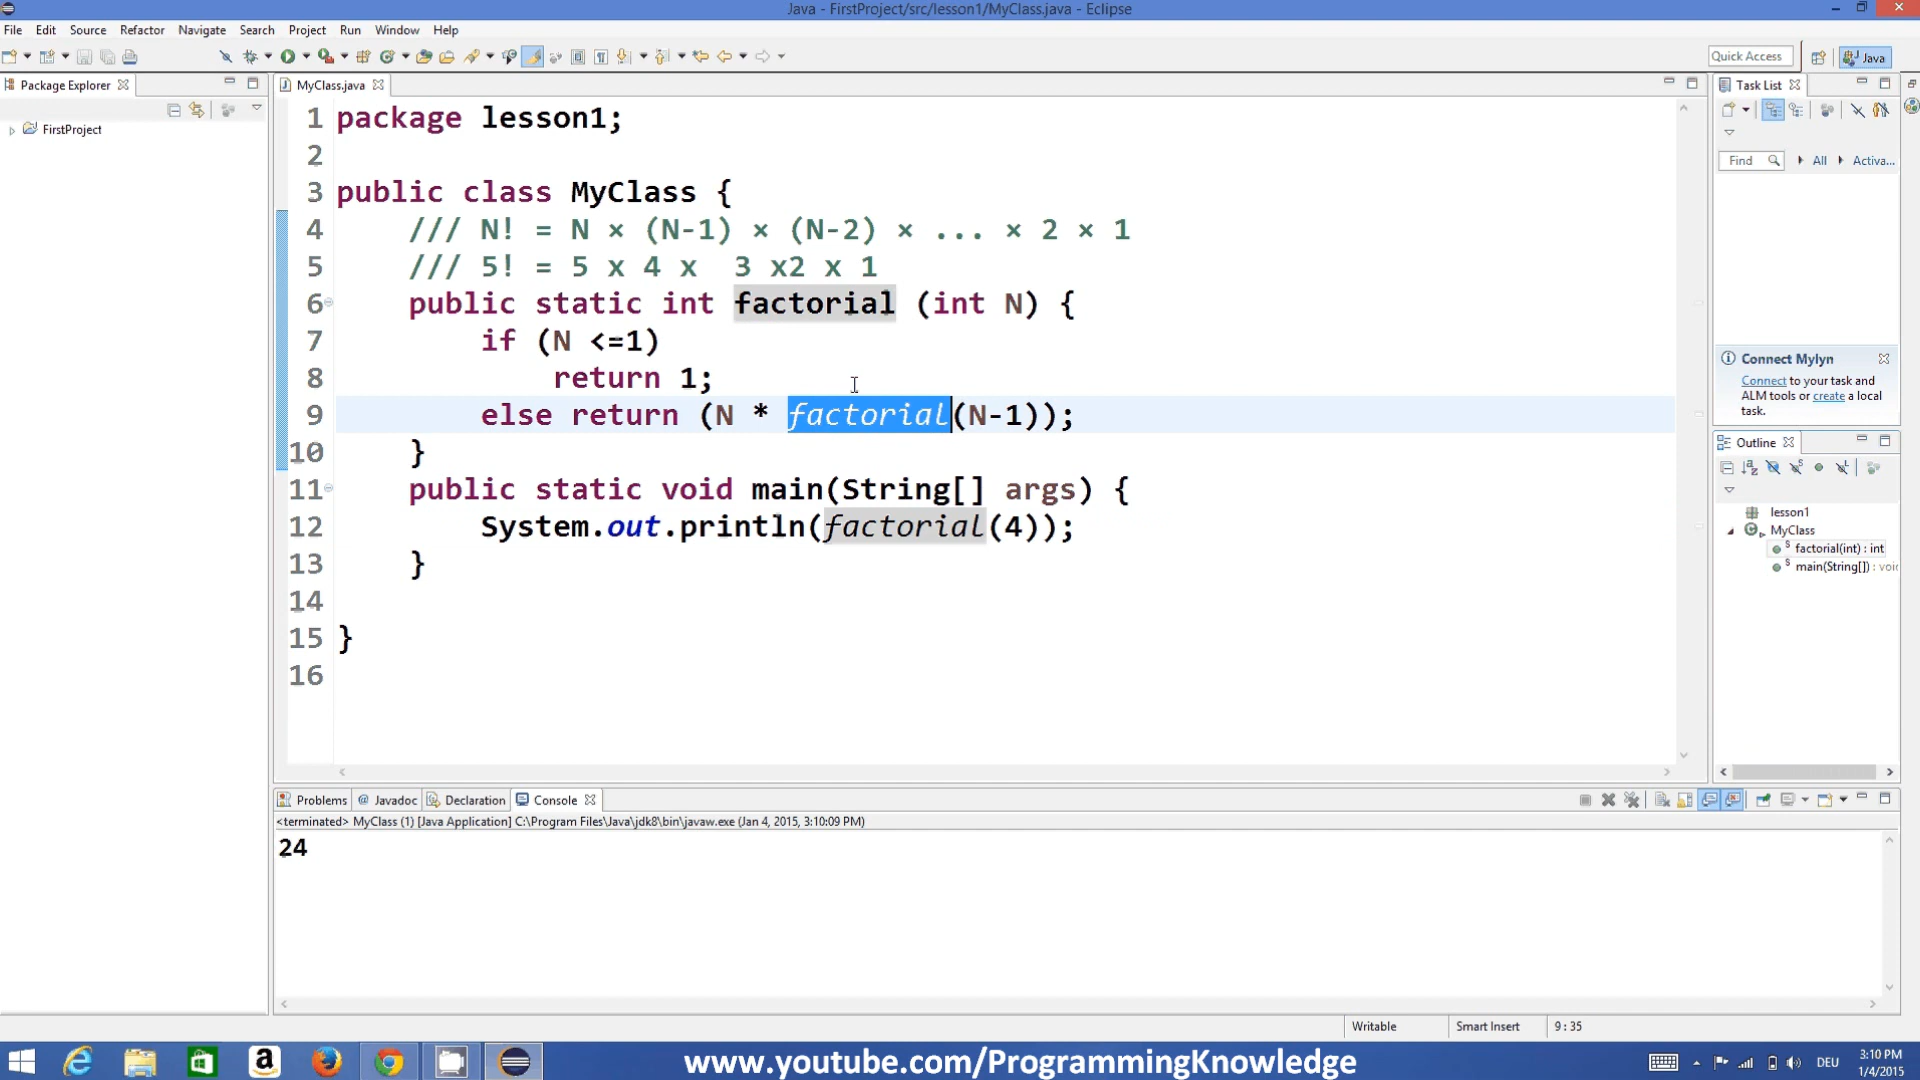 Java - FirstProject/src/lesson1/MyClass.java - Eclipse
File Edit Source Refactor Navigate Search Project Run Window Help
Quick Access Java
Package Explorer
FirstProject
MyClass.java
1 package lesson1;
2
3 public class MyClass {
4 /// N! = N × (N-1) × (N-2) × ... × 2 × 1
5 /// 5! = 5 x 4 x  3 x2 x 1
6 public static int factorial (int N) {
7 if (N <=1)
8 return 1;
9 else return (N * factorial(N-1));
10 }
11 public static void main(String[] args) {
12 System.out.println(factorial(4));
13 }
14
15 }
16
Task List
Find All Activa...
Connect Mylyn
Connect to your task and
ALM tools or create a local
task.
Outline
lesson1
MyClass
factorial(int) : int
main(String[]) : voi
Problems @ Javadoc Declaration Console
<terminated> MyClass (1) [Java Application] C:\Program Files\Java\jdk8\bin\javaw.exe (Jan 4, 2015, 3:10:09 PM)
24
Writable Smart Insert 9 : 35
www.youtube.com/ProgrammingKnowledge
DEU
3:10 PM
1/4/2015